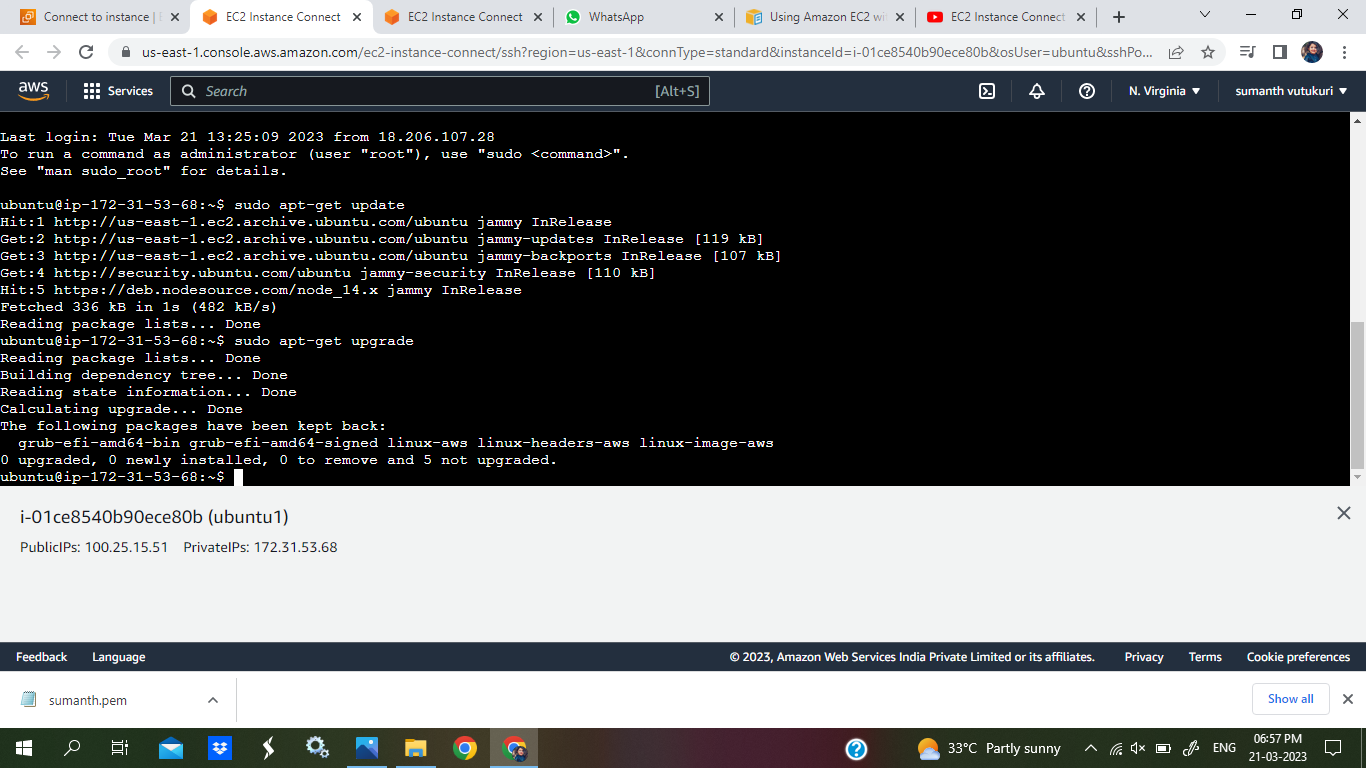 Connect to instance |
EC2 Instance Connect
EC2 Instance Connect
WhatsApp
Using Amazon EC2 wi
EC2 Instance Connect
us-east-1.console.aws.amazon.com/ec2-instance-connect/ssh?region=us-east-1&connType=standard&instanceId=i-01ce8540b90ece80b&osUser=ubuntu&sshPo...
aws
Services
Search
[Alt+S]
N. Virginia
sumanth vutukuri
Last login: Tue Mar 21 13:25:09 2023 from 18.206.107.28
To run a command as administrator (user "root"), use "sudo <command>".
See "man sudo_root" for details.
ubuntu@ip-172-31-53-68:~$ sudo apt-get update
Hit:1 http://us-east-1.ec2.archive.ubuntu.com/ubuntu jammy InRelease
Get:2 http://us-east-1.ec2.archive.ubuntu.com/ubuntu jammy-updates InRelease [119 kB]
Get:3 http://us-east-1.ec2.archive.ubuntu.com/ubuntu jammy-backports InRelease [107 kB]
Get:4 http://security.ubuntu.com/ubuntu jammy-security InRelease [110 kB]
Hit:5 https://deb.nodesource.com/node_14.x jammy InRelease
Fetched 336 kB in 1s (482 kB/s)
Reading package lists... Done
ubuntu@ip-172-31-53-68:~$ sudo apt-get upgrade
Reading package lists... Done
Building dependency tree... Done
Reading state information... Done
Calculating upgrade... Done
The following packages have been kept back:
grub-efi-amd64-bin grub-efi-amd64-signed linux-aws linux-headers-aws linux-image-aws
0 upgraded, 0 newly installed, 0 to remove and 5 not upgraded.
ubuntu@ip-172-31-53-68:~$
i-01ce8540b90ece80b (ubuntu1)
PublicIPs: 100.25.15.51 PrivateIPs: 172.31.53.68
Feedback
Language
© 2023, Amazon Web Services India Private Limited or its affiliates.
Privacy
Terms
Cookie preferences
sumanth.pem
Show all
33°C Partly sunny
ENG
06:57 PM
21-03-2023